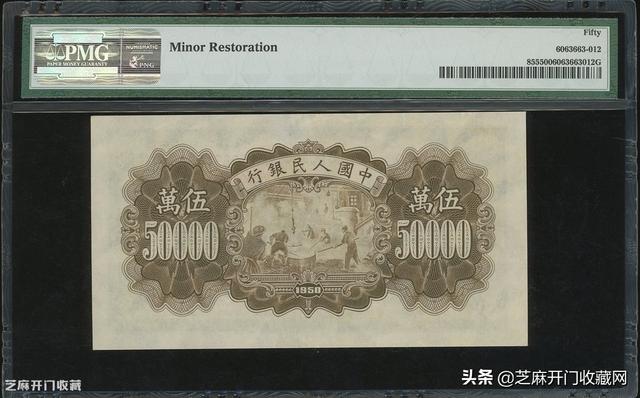 PMG
PAPER MONEY GUARANTY
NUMISMATIC
PNG
Minor Restoration
Fifty
6063663-012
8555006063663012G
中國人民銀行
伍萬
50000
伍萬
50000
1950
芝麻开门收藏
头条 @芝麻开门收藏网